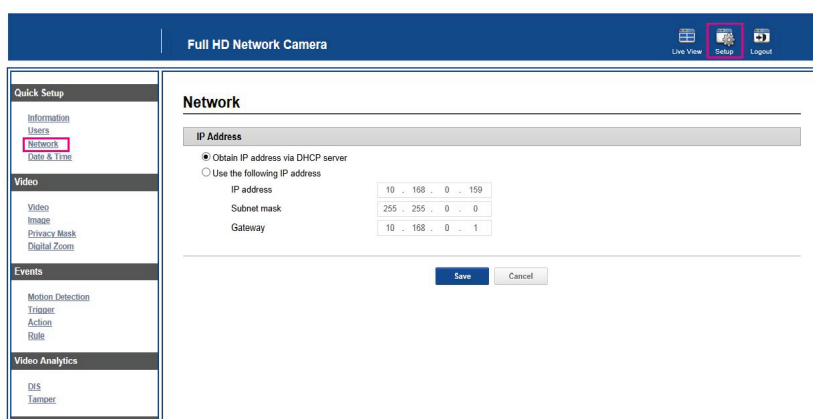 Full HD Network Camera
Live View Setup Logout
Quick Setup
Information
Users
Network
Date & Time
Video
Video
Image
Privacy Mask
Digital Zoom
Events
Motion Detection
Trigger
Action
Rule
Video Analytics
DIS
Tamper
Network
IP Address
Obtain IP address via DHCP server
Use the following IP address
IP address 10 . 168 . 0 . 159
Subnet mask 255 . 255 . 0 . 0
Gateway 10 . 168 . 0 . 1
Save Cancel